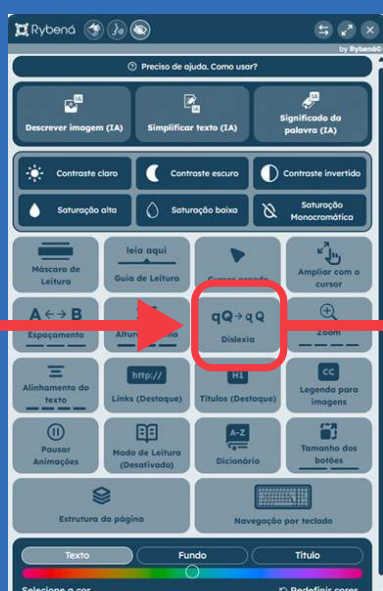 Rybená
by Rybená©
Preciso de ajuda. Como usar?
Descrever imagem (IA)
Simplificar texto (IA)
Significado da palavra (IA)
Contraste claro
Contraste escuro
Contraste invertido
Saturação alta
Saturação baixa
Saturação Monocromática
Máscara de Leitura
leia aqui
Guia de Leitura
Cursor grande
Ampliar com o cursor
A ↔ B
Espaçamento
qQ→qQ
Dislexia
Zoom
Alinhamento do texto
http://
Links (Destaque)
H1
Títulos (Destaque)
CC
Legenda para imagens
Pausar Animações
Modo de Leitura (Desativado)
A-Z
Dicionário
Tamanho dos botões
Estrutura da página
Navegação por teclado
Texto
Fundo
Título
Selecione a cor
Redefinir cores